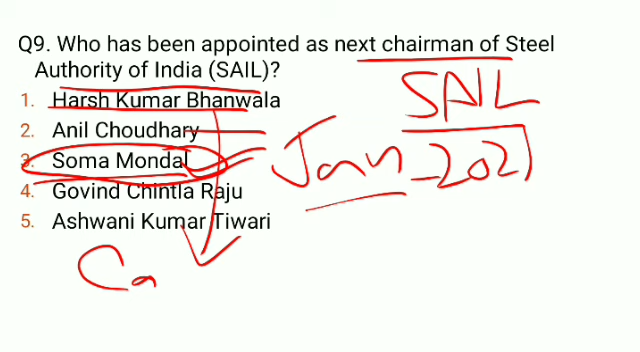 Q9. Who has been appointed as next chairman of Steel
Authority of India (SAIL)?
1. Harsh Kumar Bhanwala
2. Anil Choudhary
3. Soma Mondal
4. Govind Chintla Raju
5. Ashwani Kumar Tiwari
SAIL
Jan-2021
Ca